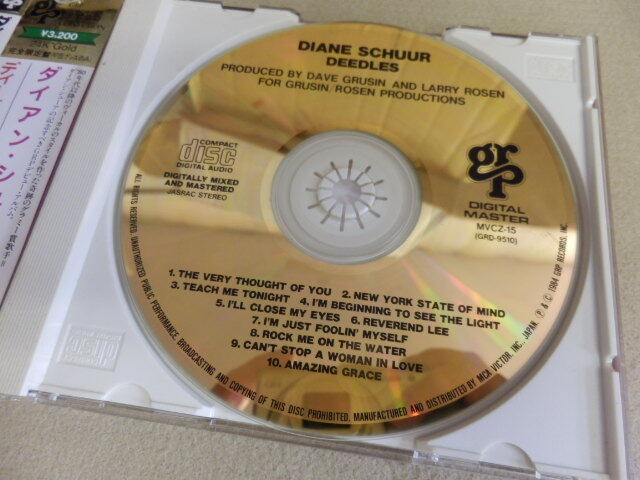 ¥3,200
24K Gold
ダイアン・シ
DIANE SCHUUR
DEEDLES
PRODUCED BY DAVE GRUSIN AND LARRY ROSEN
FOR GRUSIN/ROSEN PRODUCTIONS
COMPACT
disc
DIGITAL AUDIO
DIGITALLY MIXED
AND MASTERED
JASRAC STEREO
grp
DIGITAL
MASTER
MVCZ-15
(GRD-9510)
1. THE VERY THOUGHT OF YOU 2. NEW YORK STATE OF MIND
3. TEACH ME TONIGHT 4. I'M BEGINNING TO SEE THE LIGHT
5. I'LL CLOSE MY EYES 6. REVEREND LEE
7. I'M JUST FOOLIN' MYSELF
8. ROCK ME ON THE WATER
9. CAN'T STOP A WOMAN IN LOVE
10. AMAZING GRACE
ALL RIGHTS RESERVED. UNAUTHORIZED PUBLIC PERFORMANCE, BROADCASTING AND COPYING OF THIS DISC PROHIBITED. MANUFACTURED AND DISTRIBUTED BY MCA VICTOR, INC. JAPAN. ℗ & © 1984 GRP RECORDS, INC.